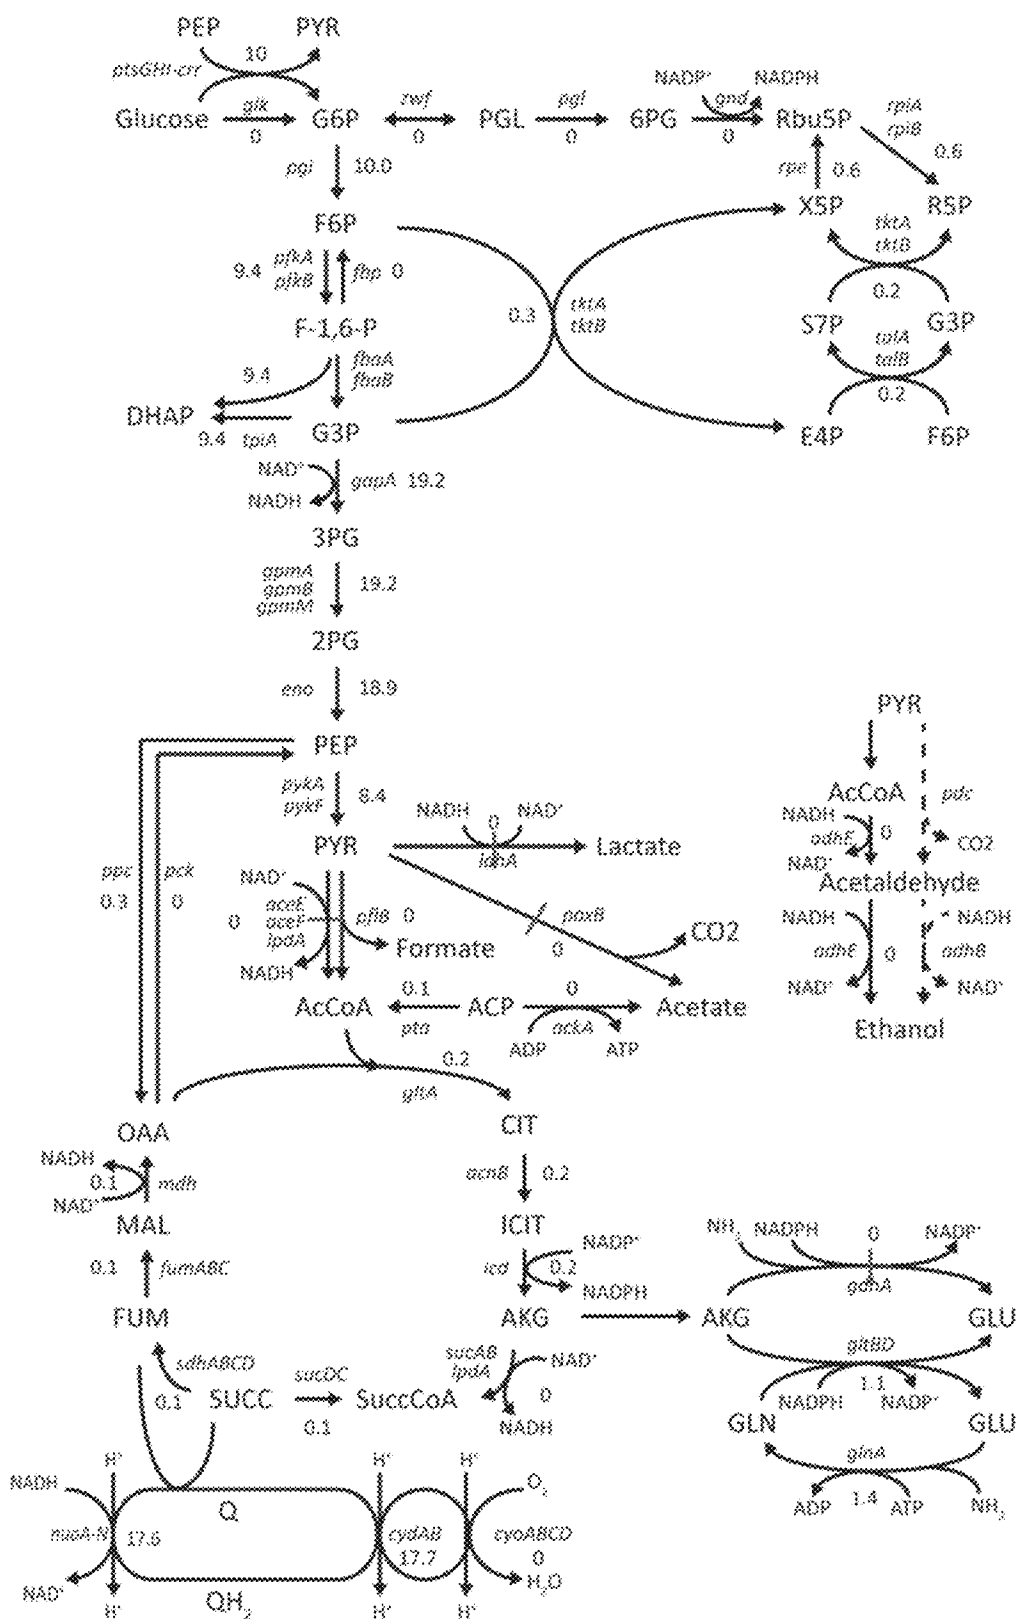 PEP PYR
10
ptsGHI-crr
Glucose glk 0 G6P zwf 0 PGL pgl 0 6PG NADP⁺ gnd NADPH 0 Rbu5P
rpiA
rpiB
0.6
pgi 10.0
rpe 0.6
F6P
X5P R5P
9.4 pfkA
pfkB
fbp 0
tktA
tktB
0.2
F-1,6-P
0.3 tktA
tktB
S7P G3P
fbaA
fbaB
9.4
talA
talB
0.2
DHAP 9.4 tpiA G3P
E4P F6P
NAD⁺
gapA 19.2
NADH
3PG
gpmA
gpmB
gpmM
19.2
2PG
eno 18.9
PEP
pykA
pykF
8.4
PYR
NADH 0 NAD⁺
ldhA
Lactate
ppc
0.3
pck
0
NAD⁺
0
aceE
aceF
lpdA
pflB 0
NADH
Formate
poxB
0
CO2
AcCoA 0.1 pta ACP 0 ackA Acetate
ADP ATP
0.2
gltA
PYR
AcCoA
pdc
NADH
adhE 0
NAD⁺
CO2
Acetaldehyde
NADH NADH
adhE 0 adhB
NAD⁺ NAD⁺
Ethanol
OAA CIT
NADH
0.1 mdh
NAD⁺
acnB 0.2
MAL ICIT
0.1 fumABC
icd NADP⁺
0.2
NADPH
FUM AKG AKG GLU
NH₃ NADPH 0 NADP⁺
gdhA
sdhABCD
0.1
SUCC sucDC 0.1 SuccCoA
sucAB
lpdA
NAD⁺
0
NADH
gltBD
NADPH 1.1 NADP⁺
GLN GLU
glnA
ADP 1.4 ATP NH₃
NADH H⁺ Q H⁺ H⁺ O₂
nuoA-N 17.6 cydAB
17.7
cyoABCD
0
NAD⁺ H⁺ QH₂ H⁺ H⁺ H₂O